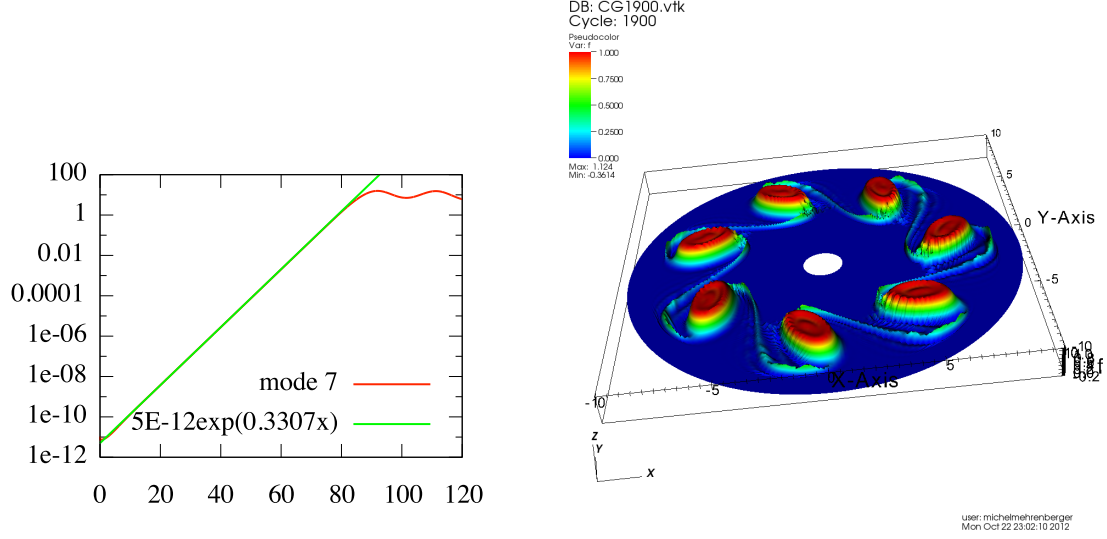 DB: CG1900.vtk
Cycle: 1900
Pseudocolor
Var: f
1.000
0.7500
0.5000
0.2500
0.000
Max: 1.124
Min: -0.3614
100
1
0.01
0.0001
1e-06
1e-08
1e-10
1e-12
mode 7
5E-12exp(0.3307x)
0 20 40 60 80 100 120
10
5
0
Y-Axis
-5
-10
5
X-Axis
-5
-10
-0.2
Z
Y
X
user: michelmehrenberger
Mon Oct 22 23:02:10 2012